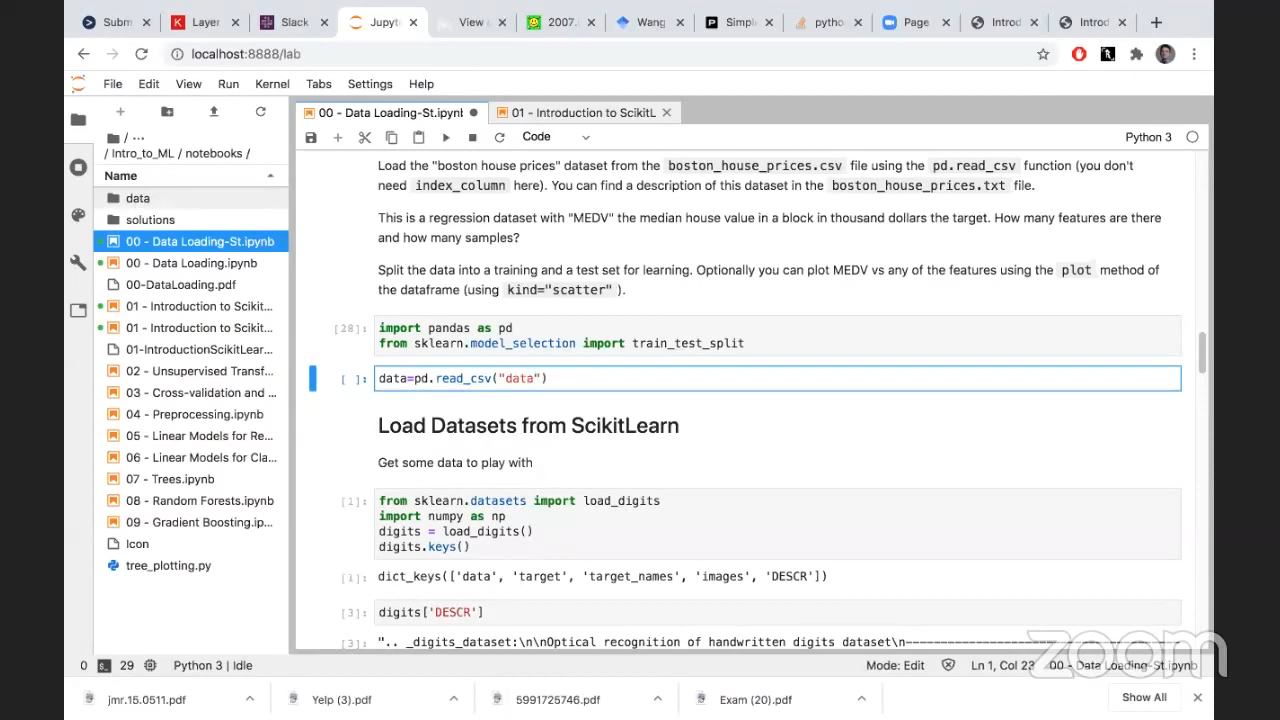 Subm
Layer
Slack
Jupyte
View
2007.
Wang
Simple
pytho
Page
Introd
Introd
localhost:8888/lab
File Edit View Run Kernel Tabs Settings Help
00 - Data Loading-St.ipynb
01 - Introduction to ScikitL
Code
Python 3
/ ···
/ Intro_to_ML / notebooks /
Name
data
solutions
00 - Data Loading-St.ipynb
00 - Data Loading.ipynb
00-DataLoading.pdf
01 - Introduction to Scikit...
01 - Introduction to Scikit...
01-IntroductionScikitLear...
02 - Unsupervised Transf...
03 - Cross-validation and ...
04 - Preprocessing.ipynb
05 - Linear Models for Re...
06 - Linear Models for Cla...
07 - Trees.ipynb
08 - Random Forests.ipynb
09 - Gradient Boosting.ip...
Icon
tree_plotting.py
Load the "boston house prices" dataset from the boston_house_prices.csv file using the pd.read_csv function (you don't
need index_column here). You can find a description of this dataset in the boston_house_prices.txt file.
This is a regression dataset with "MEDV" the median house value in a block in thousand dollars the target. How many features are there
and how many samples?
Split the data into a training and a test set for learning. Optionally you can plot MEDV vs any of the features using the plot method of
the dataframe (using kind="scatter" ).
[28]: import pandas as pd
from sklearn.model_selection import train_test_split
[ ]: data=pd.read_csv("data")
Load Datasets from ScikitLearn
Get some data to play with
[1]: from sklearn.datasets import load_digits
import numpy as np
digits = load_digits()
digits.keys()
[1]: dict_keys(['data', 'target', 'target_names', 'images', 'DESCR'])
[3]: digits['DESCR']
[3]: ".. _digits_dataset:\n\nOptical recognition of handwritten digits dataset\n---------------------------
0 29 Python 3 | Idle
Mode: Edit Ln 1, Col 23 00 - Data Loading-St.ipynb
zoom
jmr.15.0511.pdf
Yelp (3).pdf
5991725746.pdf
Exam (20).pdf
Show All